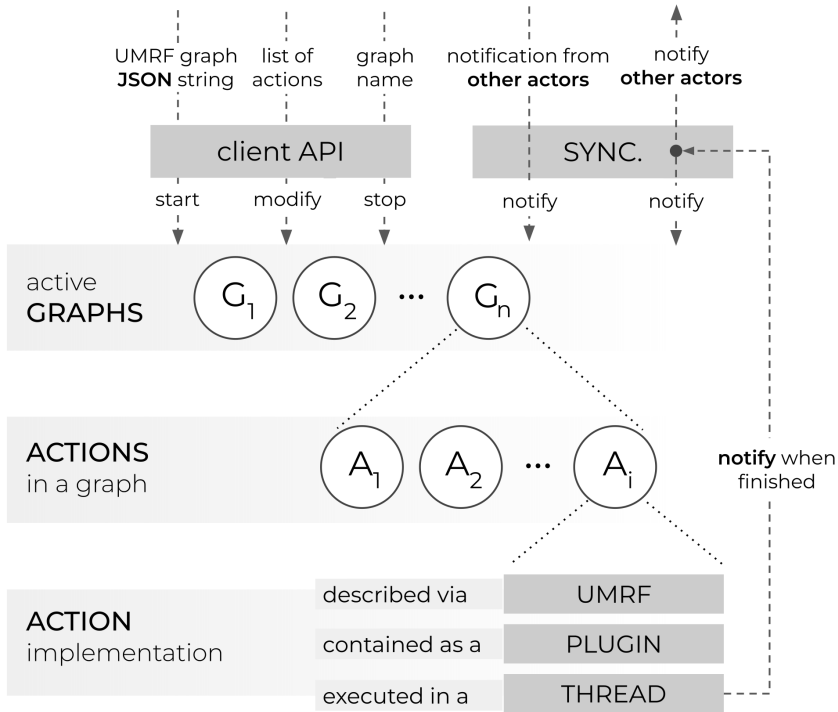 UMRF graph
JSON string
list of
actions
graph
name
notification from
other actors
notify
other actors
client API
SYNC.
start
modify
stop
notify
notify
active
GRAPHS
G1
G2
...
Gn
ACTIONS
in a graph
A1
A2
...
Ai
notify when
finished
ACTION
implementation
described via
UMRF
contained as a
PLUGIN
executed in a
THREAD